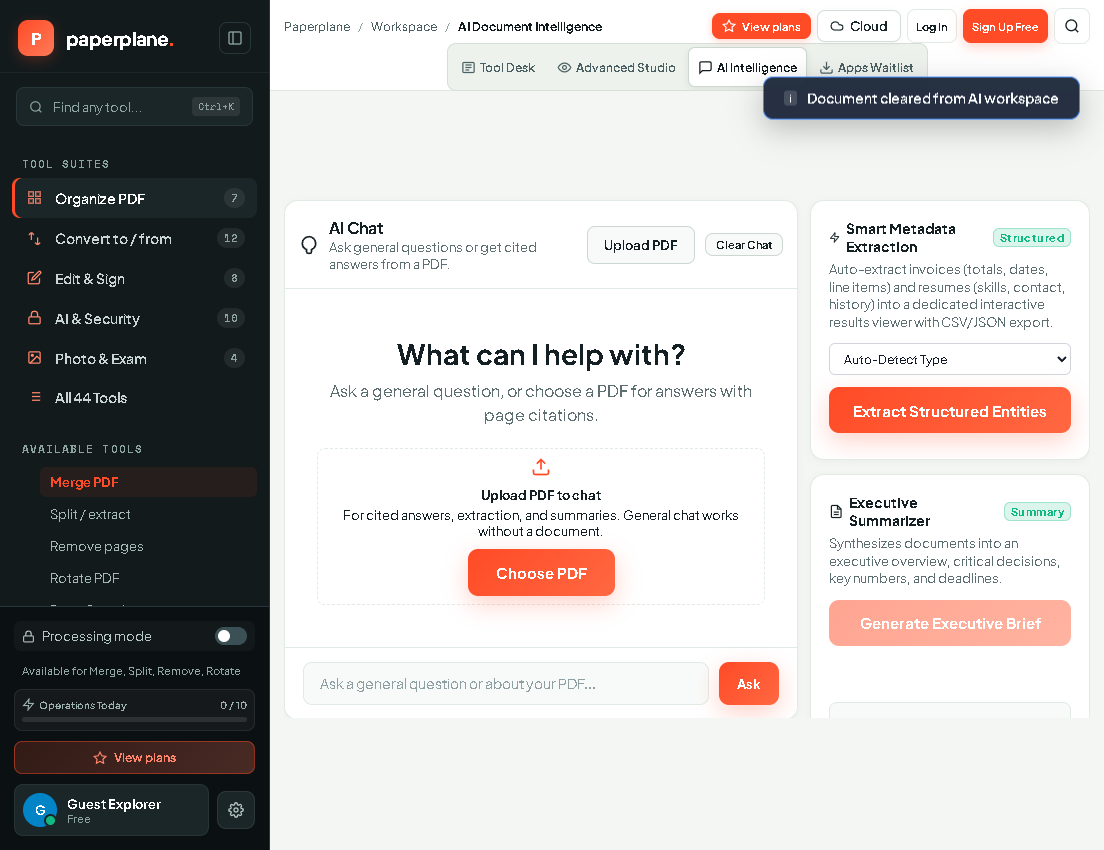 P paperplane.
Find any tool... Ctrl+K
TOOL SUITES
Organize PDF 7
Convert to / from 12
Edit & Sign 8
AI & Security 10
Photo & Exam 4
All 44 Tools
AVAILABLE TOOLS
Merge PDF
Split / extract
Remove pages
Rotate PDF
Processing mode
Available for Merge, Split, Remove, Rotate
Operations Today 0 / 10
View plans
G Guest Explorer
Free
Paperplane / Workspace / AI Document Intelligence
View plans Cloud Log In Sign Up Free
Tool Desk Advanced Studio AI Intelligence Apps Waitlist
i Document cleared from AI workspace
AI Chat
Ask general questions or get cited
answers from a PDF.
Upload PDF Clear Chat
What can I help with?
Ask a general question, or choose a PDF for answers with
page citations.
Upload PDF to chat
For cited answers, extraction, and summaries. General chat works
without a document.
Choose PDF
Ask a general question or about your PDF... Ask
Smart Metadata
Extraction
Structured
Auto-extract invoices (totals, dates,
line items) and resumes (skills, contact,
history) into a dedicated interactive
results viewer with CSV/JSON export.
Auto-Detect Type
Extract Structured Entities
Executive
Summarizer
Summary
Synthesizes documents into an
executive overview, critical decisions,
key numbers, and deadlines.
Generate Executive Brief